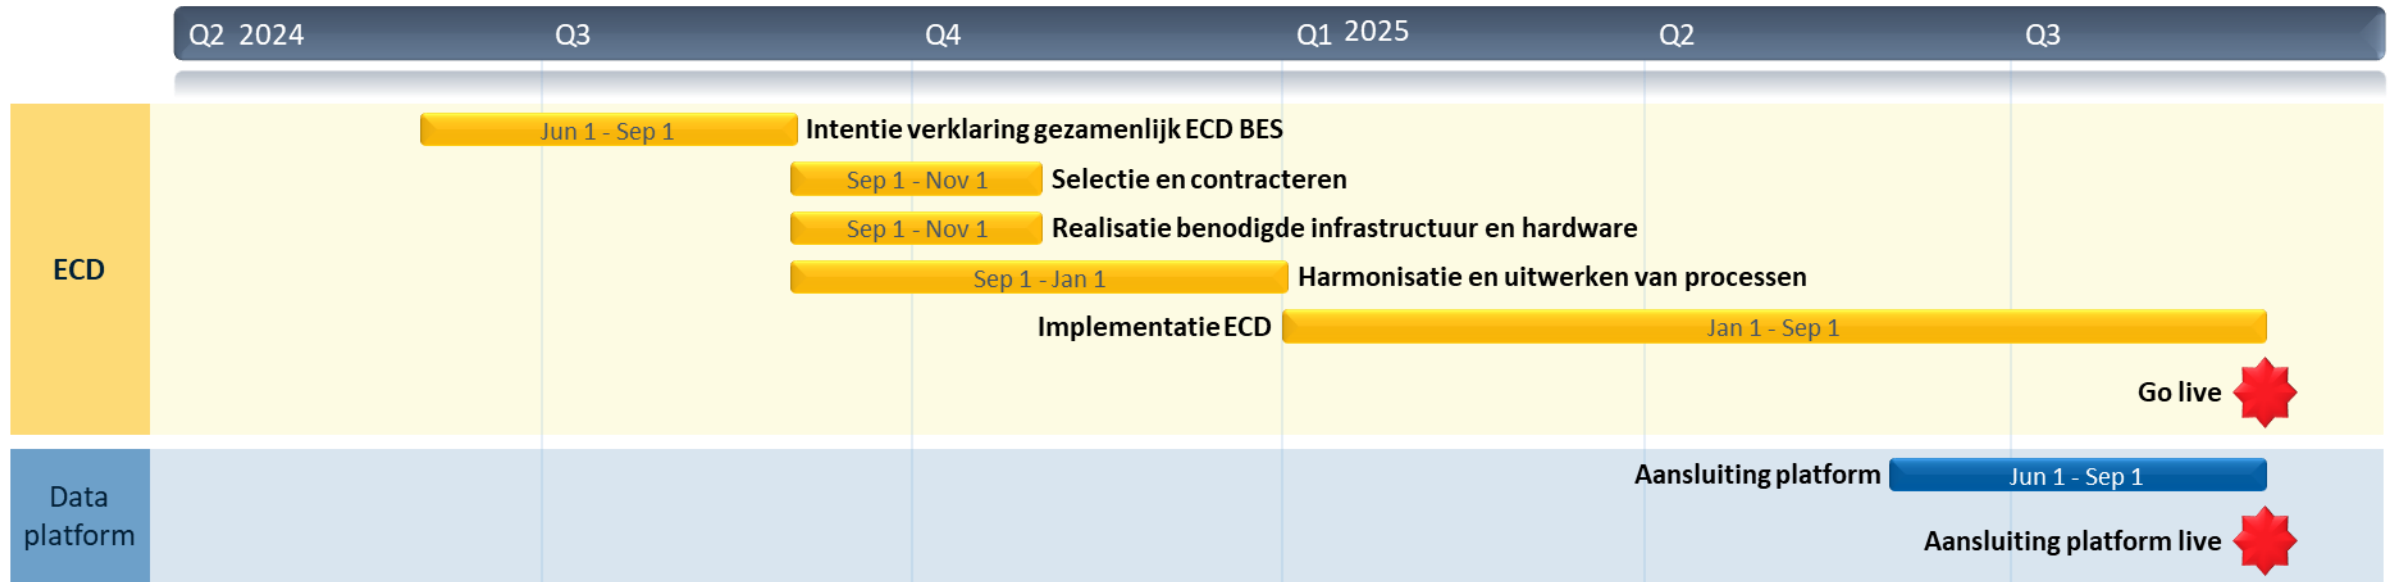 Q2 2024 Q3 Q4 Q1 2025 Q2 Q3
ECD
Jun 1 - Sep 1 Intentie verklaring gezamenlijk ECD BES
Sep 1 - Nov 1 Selectie en contracteren
Sep 1 - Nov 1 Realisatie benodigde infrastructuur en hardware
Sep 1 - Jan 1 Harmonisatie en uitwerken van processen
Implementatie ECD Jan 1 - Sep 1
Go live
Data
platform
Aansluiting platform Jun 1 - Sep 1
Aansluiting platform live